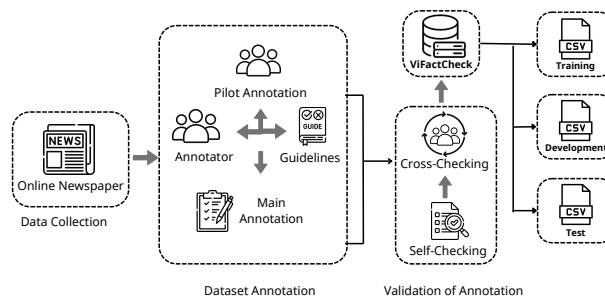 NEWS
Online Newspaper
Data Collection
Pilot Annotation
Annotator
GUIDE
Guidelines
Main
Annotation
Dataset Annotation
ViFactCheck
Cross-Checking
Self-Checking
Validation of Annotation
CSV
Training
CSV
Development
CSV
Test